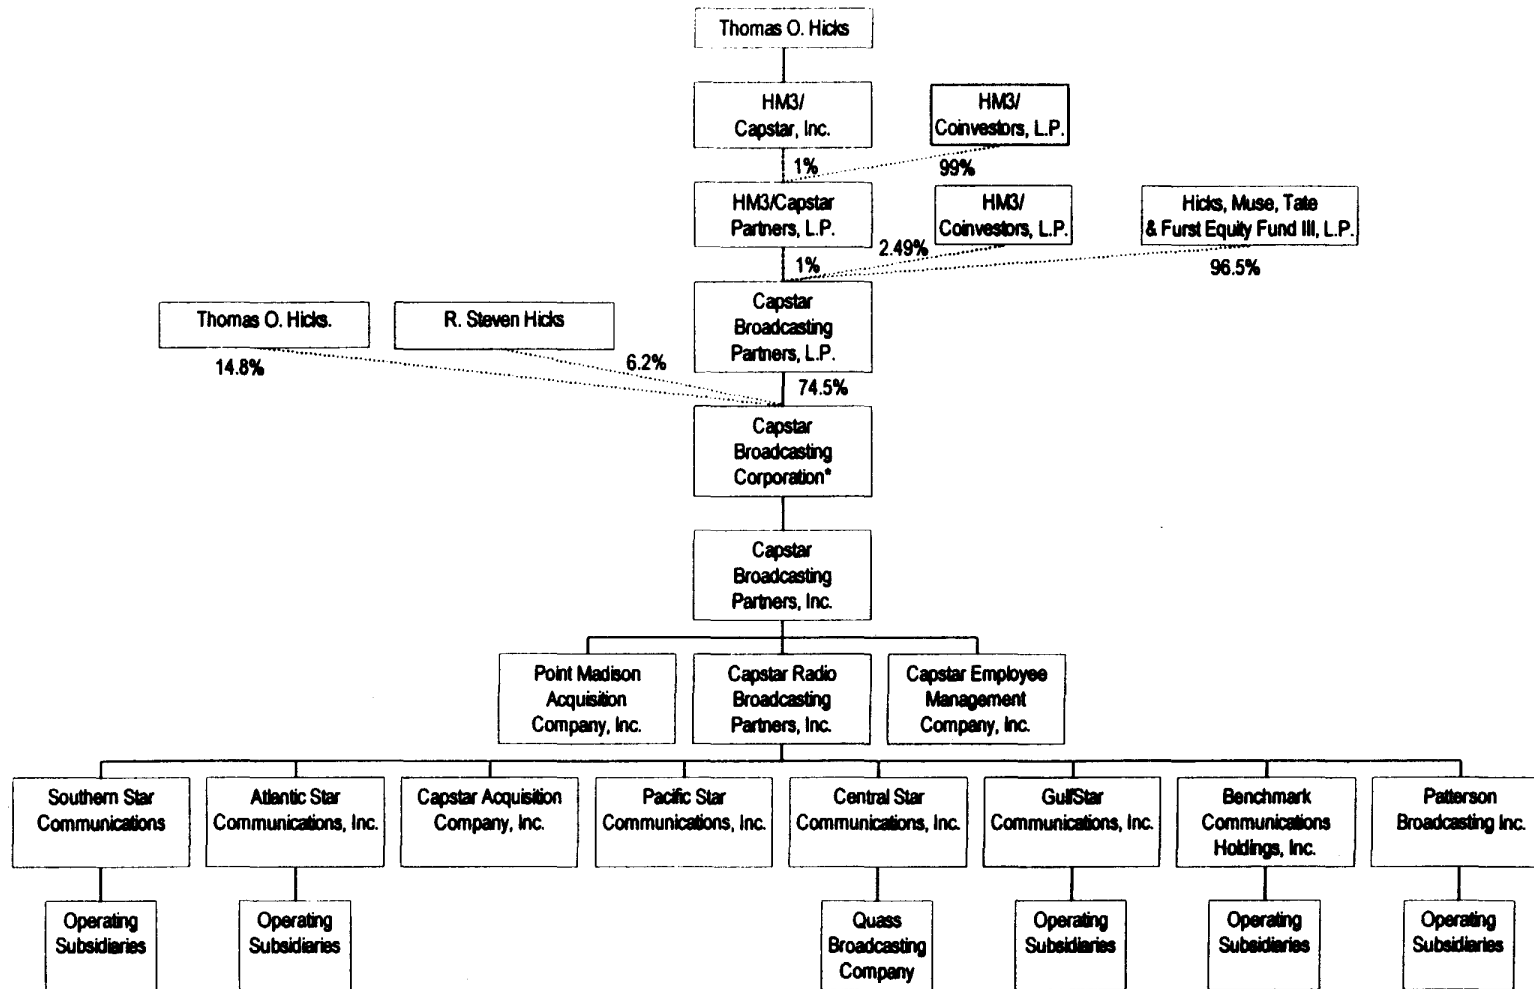 Thomas O. Hicks
HM3/
Capstar, Inc.
HM3/
Coinvestors, L.P.
1%
99%
HM3/Capstar
Partners, L.P.
HM3/
Coinvestors, L.P.
Hicks, Muse, Tate
& Furst Equity Fund III, L.P.
1%
2.49%
96.5%
Capstar
Broadcasting
Partners, L.P.
Thomas O. Hicks.
R. Steven Hicks
14.8%
6.2%
74.5%
Capstar
Broadcasting
Corporation*
Capstar
Broadcasting
Partners, Inc.
Point Madison
Acquisition
Company, Inc.
Capstar Radio
Broadcasting
Partners, Inc.
Capstar Employee
Management
Company, Inc.
Southern Star
Communications
Atlantic Star
Communications, Inc.
Capstar Acquisition
Company, Inc.
Pacific Star
Communications, Inc.
Central Star
Communications, Inc.
GulfStar
Communications, Inc.
Benchmark
Communications
Holdings, Inc.
Patterson
Broadcasting Inc.
Operating
Subsidiaries
Operating
Subsidiaries
Quass
Broadcasting
Company
Operating
Subsidiaries
Operating
Subsidiaries
Operating
Subsidiaries